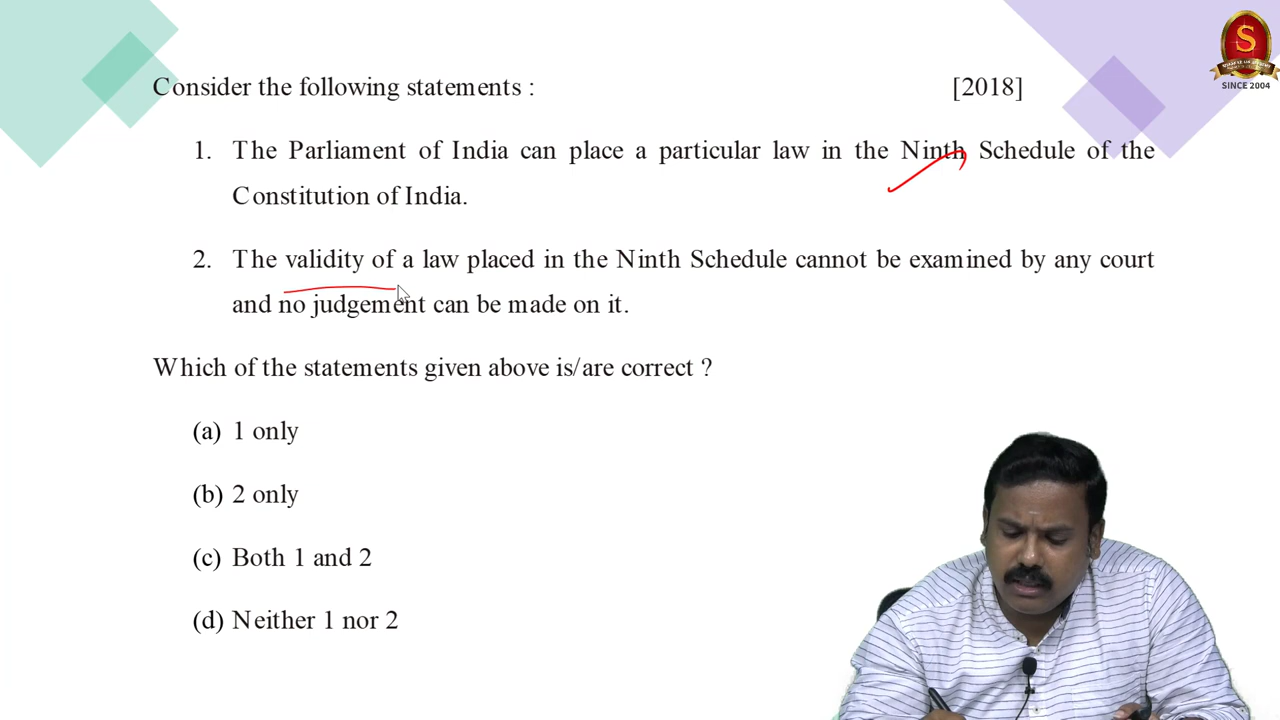 Consider the following statements : [2018]
1. The Parliament of India can place a particular law in the Ninth Schedule of the
Constitution of India.
2. The validity of a law placed in the Ninth Schedule cannot be examined by any court
and no judgement can be made on it.
Which of the statements given above is/are correct ?
(a) 1 only
(b) 2 only
(c) Both 1 and 2
(d) Neither 1 nor 2
S
SINCE 2004